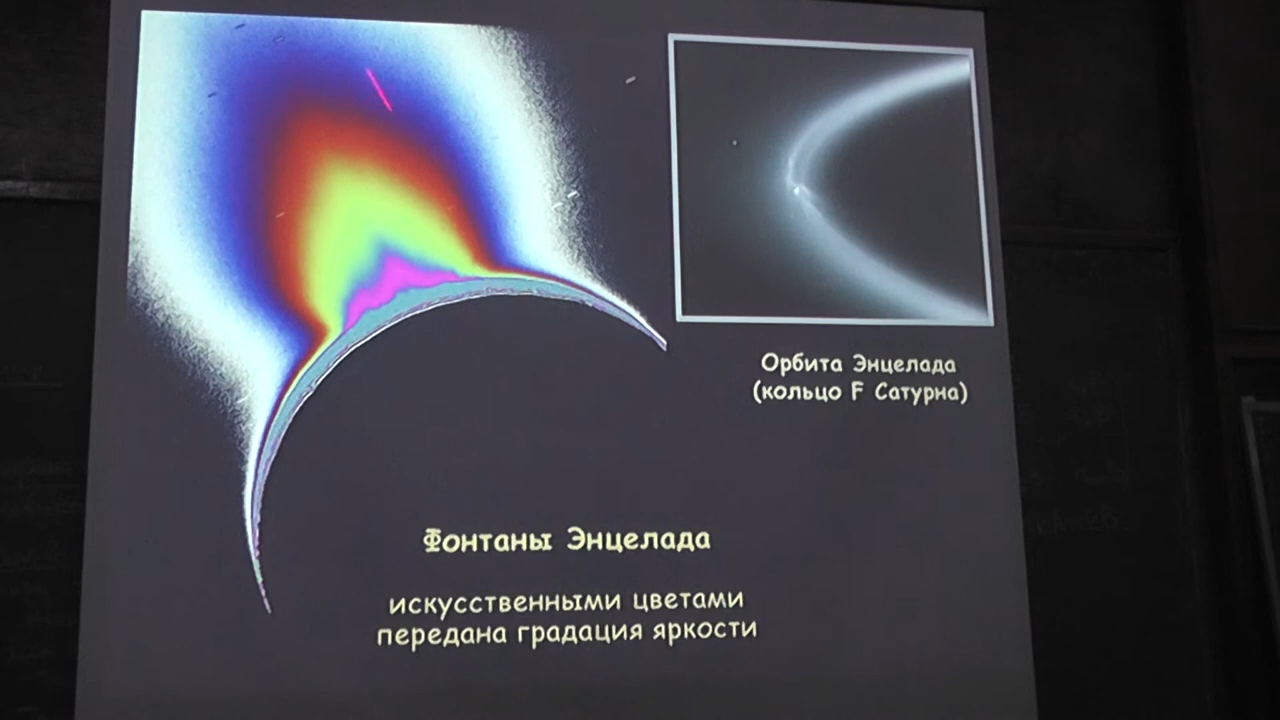 Орбита Энцелада
(кольцо F Сатурна)
Фонтаны Энцелада
искусственными цветами
передана градация яркости